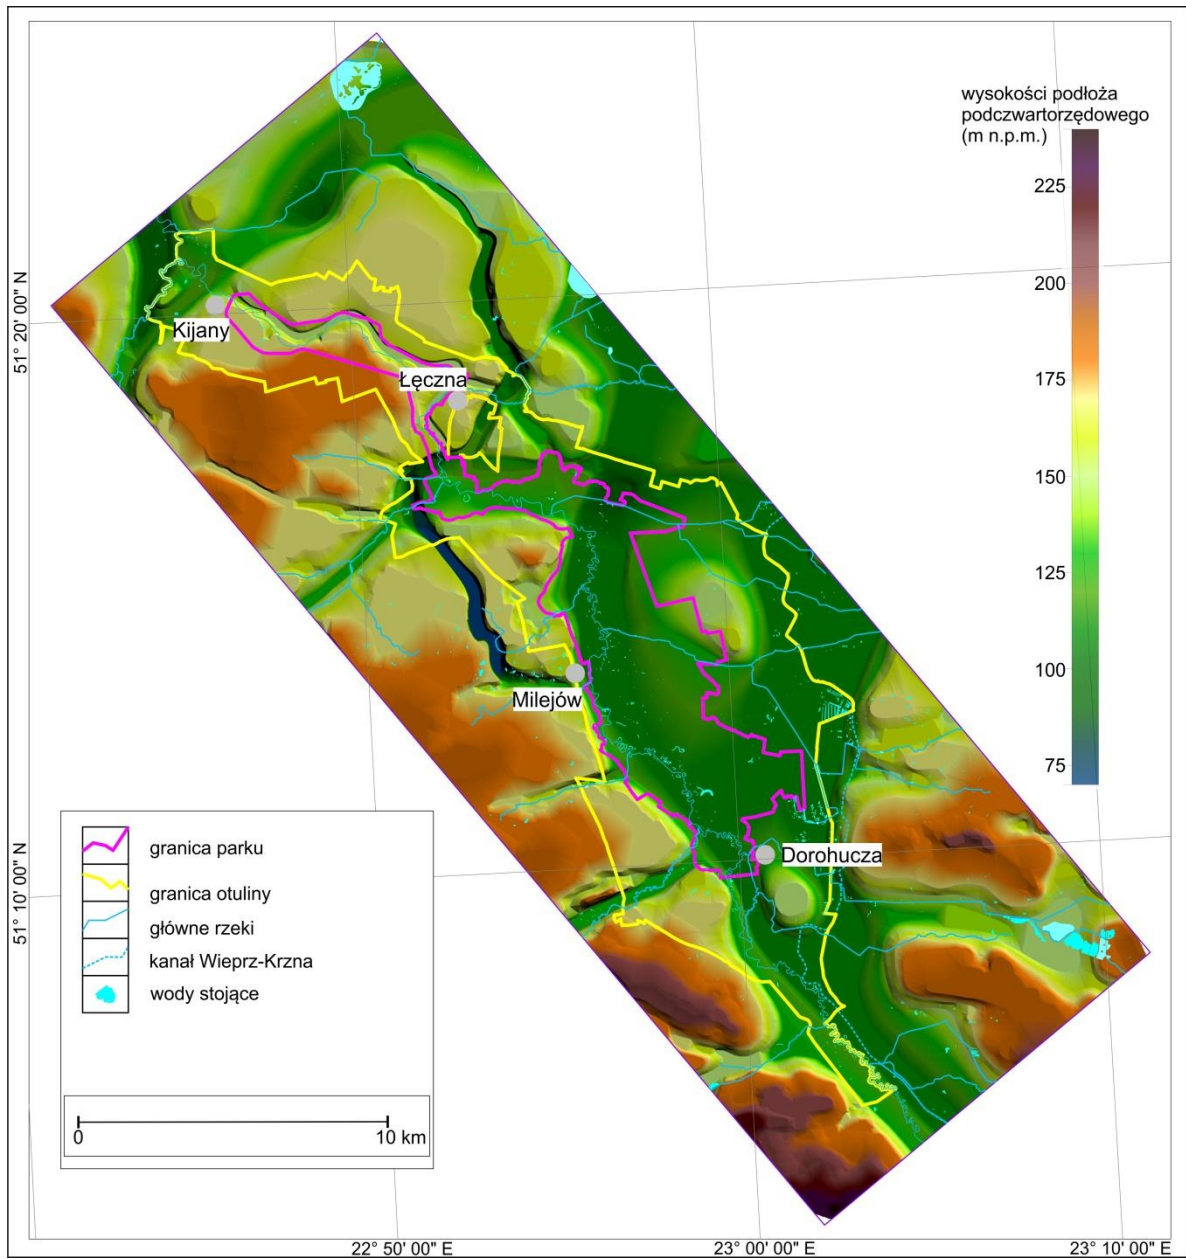 wysokości podłoża
podczwartorzędowego
(m n.p.m.)
225
200
175
150
125
100
75
51° 20' 00" N
Kijany
Łęczna
Milejów
Dorohucza
51° 10' 00" N
granica parku
granica otuliny
główne rzeki
kanał Wieprz-Krzna
wody stojące
0 10 km
22° 50' 00" E 23° 00' 00" E 23° 10' 00" E